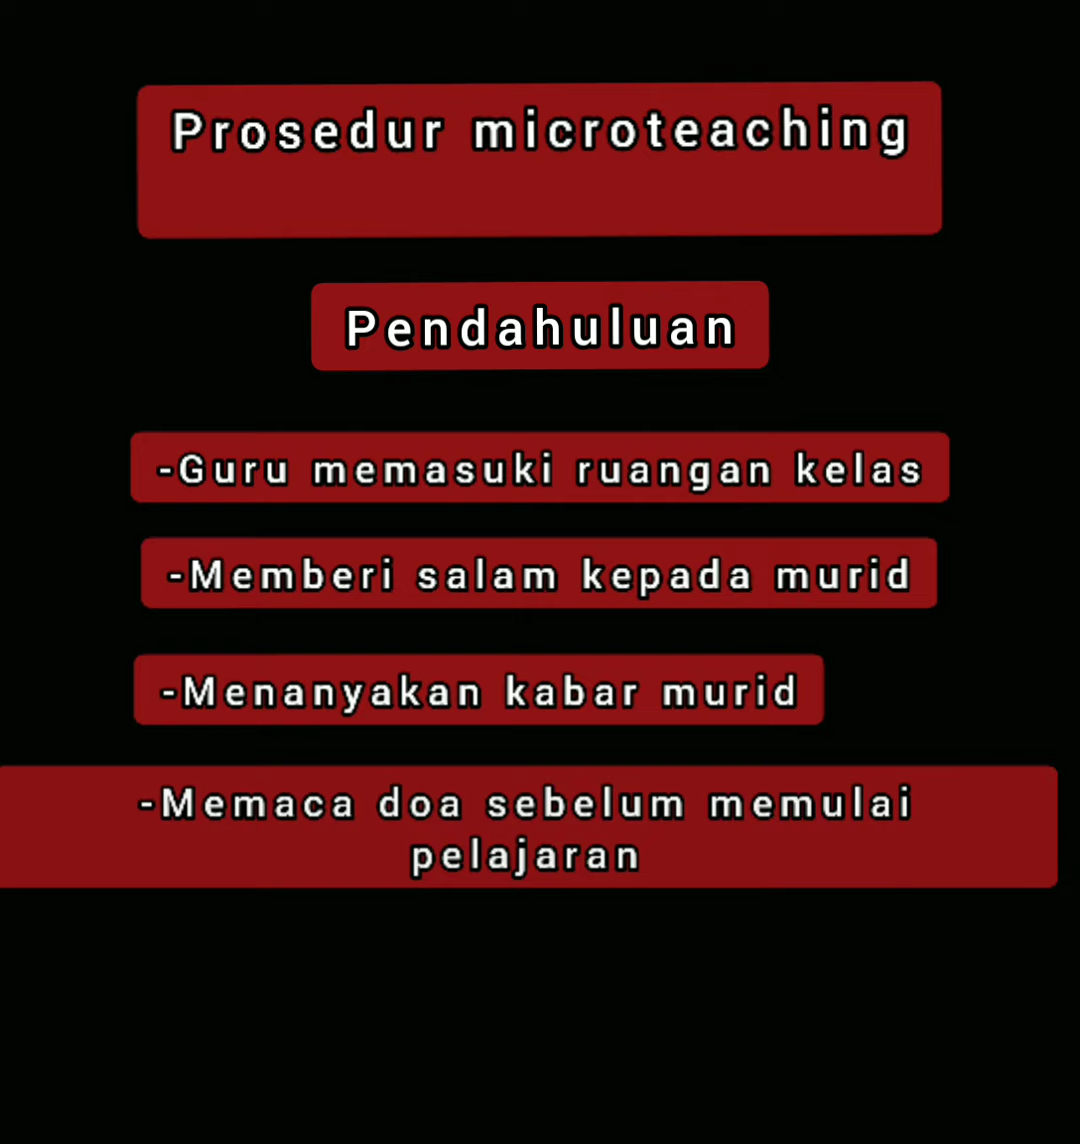 Prosedur microteaching
Pendahuluan
-Guru memasuki ruangan kelas
-Memberi salam kepada murid
-Menanyakan kabar murid
-Memaca doa sebelum memulai
pelajaran